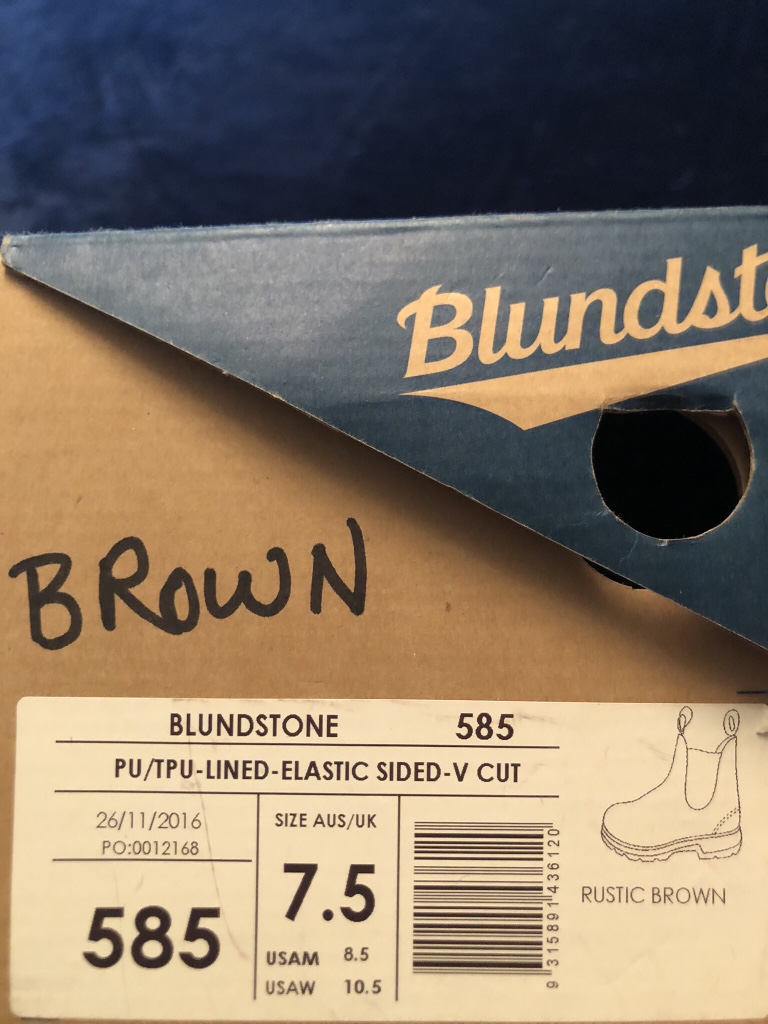 Blundsto
BROWN
BLUNDSTONE 585
PU/TPU-LINED-ELASTIC SIDED-V CUT
26/11/2016
PO:0012168
585
SIZE AUS/UK
7.5
USAM 8.5
USAW 10.5
9 315891 436120
RUSTIC BROWN